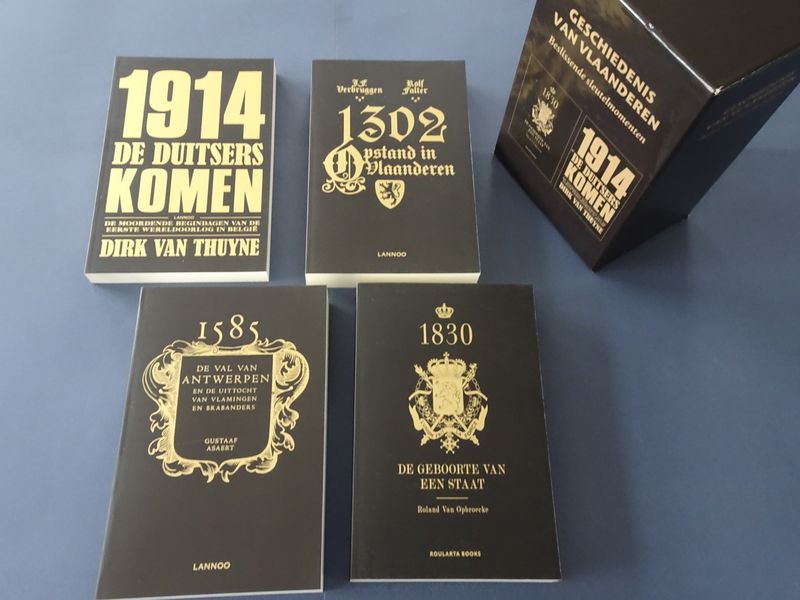 1914
DE DUITSERS
KOMEN
LANNOO
DE MOORDENDE BEGINDAGEN VAN DE
EERSTE WERELDOORLOG IN BELGIË
DIRK VAN THUYNE
J.F. Verbruggen
Rolf Falter
1302
Opstand in
Vlaanderen
LANNOO
GESCHIEDENIS
VAN VLAANDEREN
Beslissende sleutelmomenten
1830
1914
DE DUITSERS
KOMEN
DIRK VAN THUYNE
1585
DE VAL VAN
ANTWERPEN
EN DE UITTOCHT
VAN VLAMINGEN
EN BRABANDERS
GUSTAAF
ASAERT
LANNOO
1830
DE GEBOORTE VAN
EEN STAAT
Roland Van Opbroecke
ROULARTA BOOKS